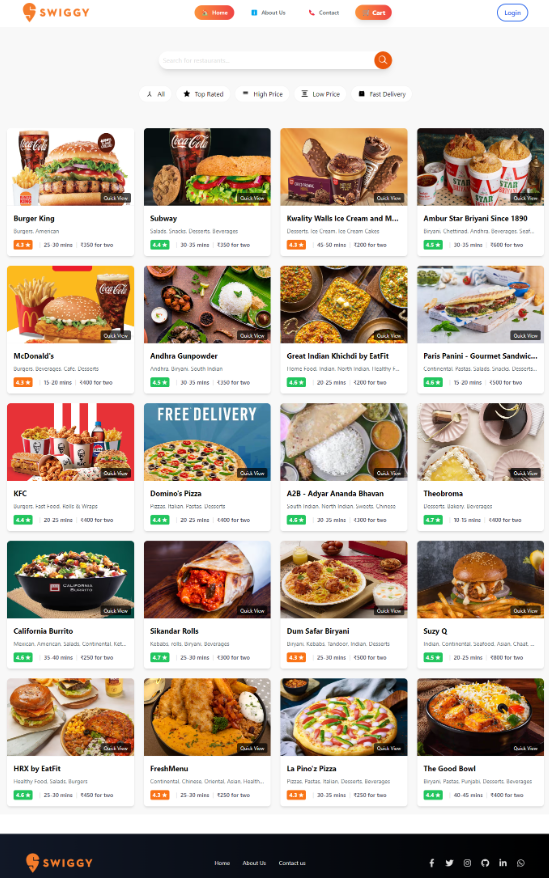 SWIGGY
Home
About Us
Contact
Cart
Login
Search for restaurants...
All
Top Rated
High Price
Low Price
Fast Delivery
Coca-Cola
Quick View
Burger King
Burgers, American
4.3 ★ 25-30 mins ₹350 for two
Coca-Cola
Quick View
Subway
Salads, Snacks, Desserts, Beverages
4.4 ★ 30-35 mins ₹350 for two
Quick View
Kwality Walls Ice Cream and M...
Desserts, Ice Cream, Ice Cream Cakes
4.3 ★ 45-50 mins ₹200 for two
STAR
STAR
Quick View
Ambur Star Briyani Since 1890
Biryani, Chettinad, Andhra, Beverages, Seaf...
4.5 ★ 30-35 mins ₹600 for two
Coca-Cola
Quick View
McDonald's
Burgers, Beverages, Cafe, Desserts
4.3 ★ 15-20 mins ₹400 for two
Quick View
Andhra Gunpowder
Andhra, Biryani, South Indian
4.5 ★ 30-35 mins ₹350 for two
Quick View
Great Indian Khichdi by EatFit
Home Food, Indian, North Indian, Healthy F...
4.6 ★ 20-25 mins ₹200 for two
Quick View
Paris Panini - Gourmet Sandwic...
Continental, Pastas, Salads, Snacks, Desserts...
4.6 ★ 15-20 mins ₹500 for two
KFC
Quick View
KFC
Burgers, Fast Food, Rolls & Wraps
4.4 ★ 20-25 mins ₹400 for two
FREE DELIVERY
Quick View
Domino's Pizza
Pizzas, Italian, Pastas, Desserts
4.4 ★ 20-25 mins ₹400 for two
Quick View
A2B - Adyar Ananda Bhavan
South Indian, North Indian, Sweets, Chinese
4.6 ★ 30-35 mins ₹300 for two
Quick View
Theobroma
Desserts, Bakery, Beverages
4.7 ★ 10-15 mins ₹400 for two
CALIFORNIA
BURRITO
Quick View
California Burrito
Mexican, American, Salads, Continental, Ket...
4.6 ★ 35-40 mins ₹250 for two
Quick View
Sikandar Rolls
Kebabs, rolls, Biryani, Beverages
4.7 ★ 25-30 mins ₹300 for two
Quick View
Dum Safar Biryani
Biryani, Kebabs, Tandoor, Indian, Desserts
4.3 ★ 25-30 mins ₹500 for two
Quick View
Suzy Q
Indian, Continental, Seafood, Asian, Chaat, ...
4.5 ★ 20-25 mins ₹800 for two
Quick View
HRX by EatFit
Healthy Food, Salads, Burgers
4.6 ★ 25-30 mins ₹450 for two
Quick View
FreshMenu
Continental, Chinese, Oriental, Asian, Health...
4.2 ★ 25-30 mins ₹250 for two
Quick View
La Pino'z Pizza
Pizzas, Pastas, Italian, Desserts, Beverages
4.3 ★ 30-35 mins ₹250 for two
Quick View
The Good Bowl
Biryani, Pastas, Punjabi, Desserts, Beverages
4.4 ★ 40-45 mins ₹400 for two
SWIGGY
Home
About Us
Contact us